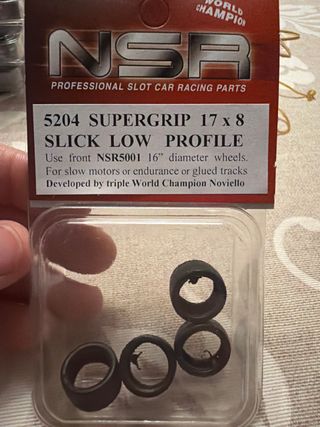 WORLD
CHAMPION
NSR
PROFESSIONAL SLOT CAR RACING PARTS
5204 SUPERGRIP 17 x 8
SLICK LOW PROFILE
Use front NSR5001 16” diameter wheels.
For slow motors or endurance or glued tracks
Developed by triple World Champion Noviello